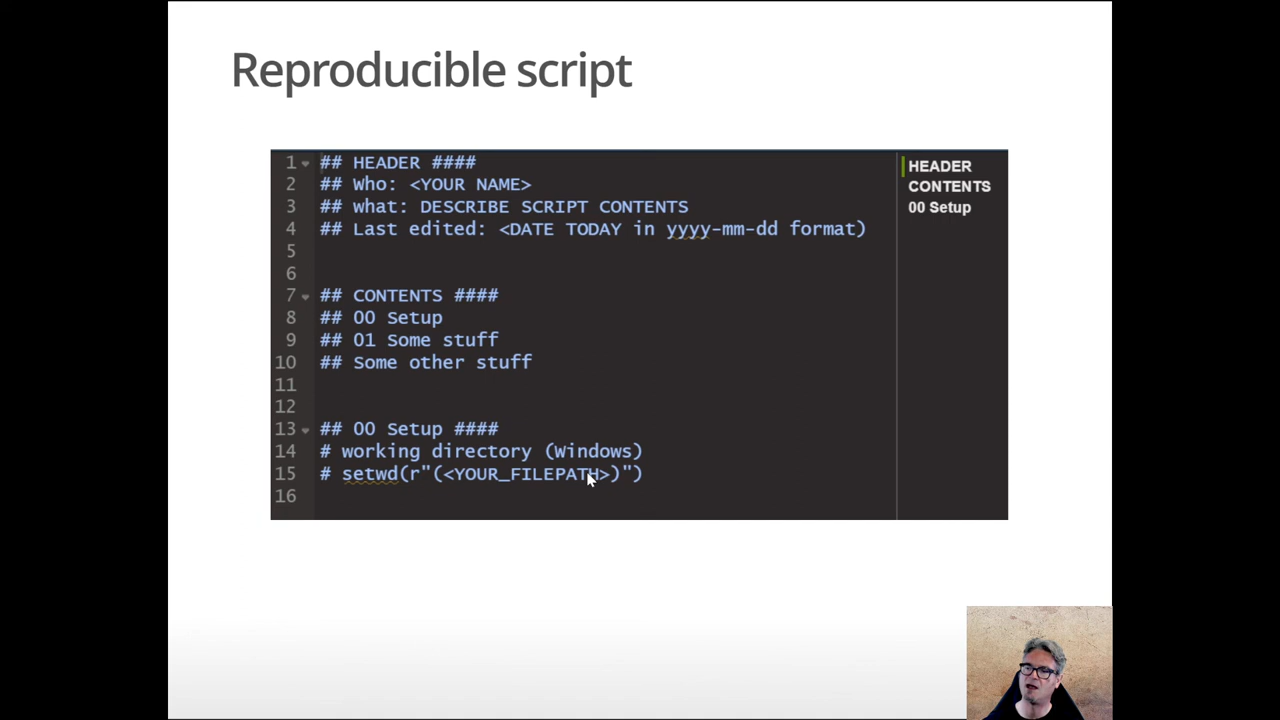 Reproducible script
1 ## HEADER ####
2 ## Who: <YOUR NAME>
3 ## what: DESCRIBE SCRIPT CONTENTS
4 ## Last edited: <DATE TODAY in yyyy-mm-dd format)
5
6
7 ## CONTENTS ####
8 ## 00 Setup
9 ## 01 Some stuff
10 ## Some other stuff
11
12
13 ## 00 Setup ####
14 # working directory (Windows)
15 # setwd(r"(<YOUR_FILEPATH>)")
16
HEADER
CONTENTS
00 Setup